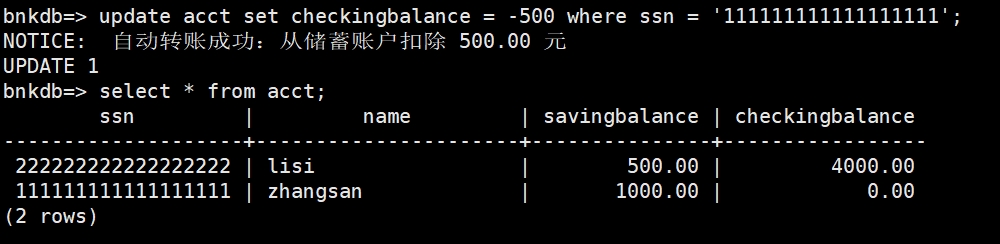 bnkdb=> update acct set checkingbalance = -500 where ssn = '111111111111111111';
NOTICE:  自动转账成功：从储蓄账户扣除 500.00 元
UPDATE 1
bnkdb=> select * from acct;
        ssn         |         name         | savingbalance | checkingbalance
--------------------+----------------------+---------------+-----------------
 222222222222222222 | lisi                 |        500.00 |         4000.00
 111111111111111111 | zhangsan             |       1000.00 |            0.00
(2 rows)